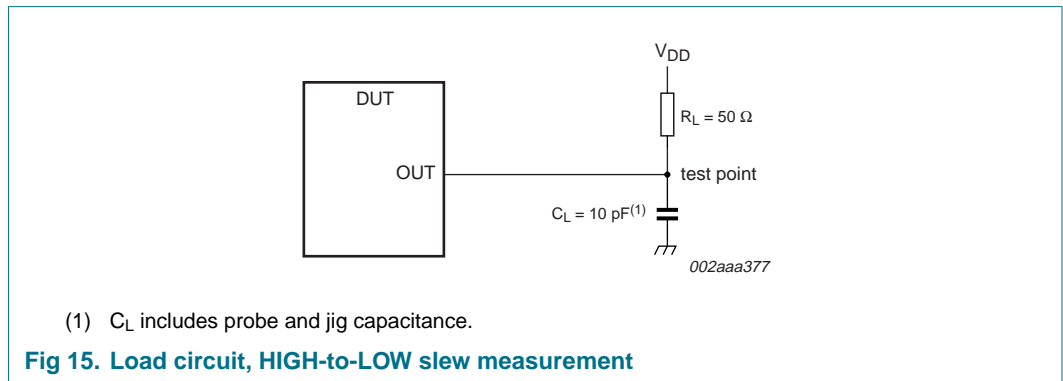 V_DD
DUT
R_L = 50 Ω
OUT
test point
C_L = 10 pF(1)
002aaa377
(1) C_L includes probe and jig capacitance.
Fig 15. Load circuit, HIGH-to-LOW slew measurement